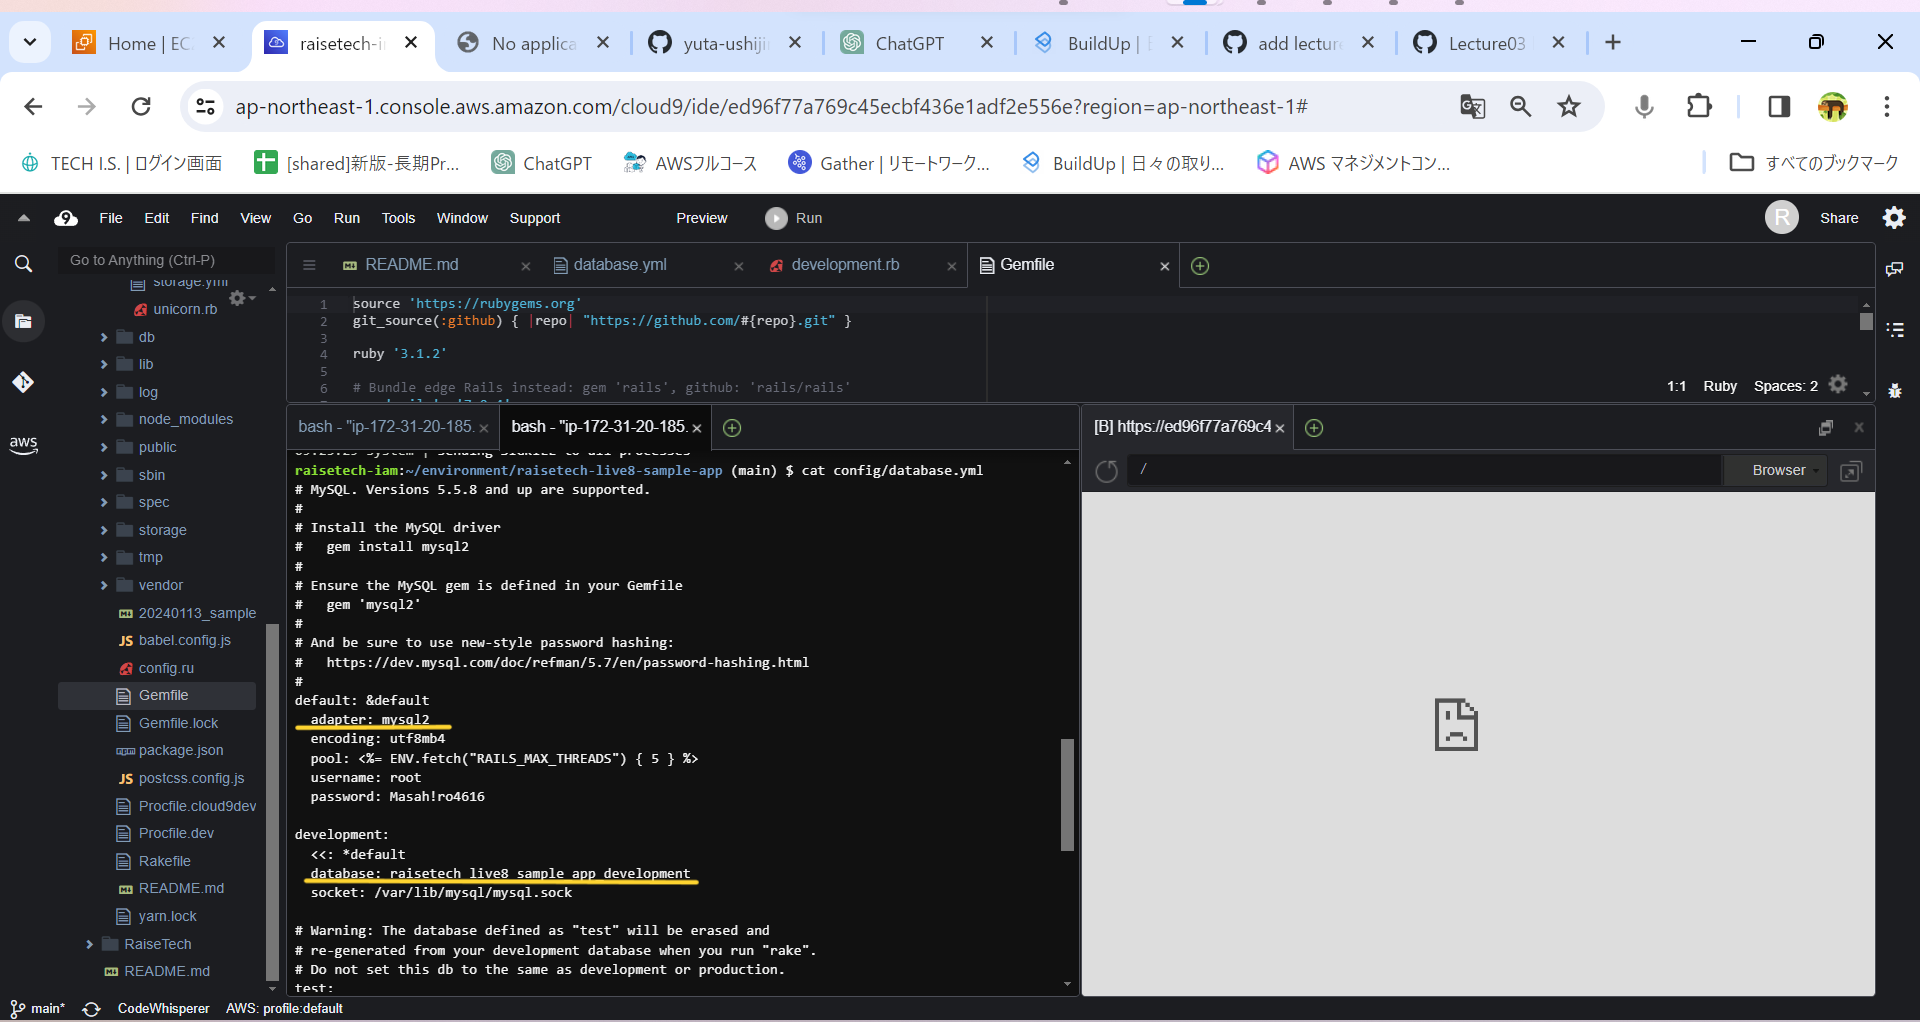 Home | EC
raisetech-i
No applica
yuta-ushijir
ChatGPT
BuildUp |
add lecture
Lecture03
ap-northeast-1.console.aws.amazon.com/cloud9/ide/ed96f77a769c45ecbf436e1adf2e556e?region=ap-northeast-1#
TECH I.S. | ログイン画面
[shared]新版-長期Pr...
ChatGPT
AWSフルコース
Gather | リモートワーク...
BuildUp | 日々の取り...
AWS マネジメントコン...
すべてのブックマーク
File Edit Find View Go Run Tools Window Support Preview Run
R Share
Go to Anything (Ctrl-P)
README.md
database.yml
development.rb
Gemfile
storage.yml
unicorn.rb
db
lib
log
node_modules
public
sbin
spec
storage
tmp
vendor
20240113_sample
babel.config.js
config.ru
Gemfile
Gemfile.lock
package.json
postcss.config.js
Procfile.cloud9dev
Procfile.dev
Rakefile
README.md
yarn.lock
RaiseTech
README.md
1 source 'https://rubygems.org'
2 git_source(:github) { |repo| "https://github.com/#{repo}.git" }
3
4 ruby '3.1.2'
5
6 # Bundle edge Rails instead: gem 'rails', github: 'rails/rails'
1:1 Ruby Spaces: 2
bash - "ip-172-31-20-185.
bash - "ip-172-31-20-185.
raisetech-iam:~/environment/raisetech-live8-sample-app (main) $ cat config/database.yml
# MySQL. Versions 5.5.8 and up are supported.
#
# Install the MySQL driver
#   gem install mysql2
#
# Ensure the MySQL gem is defined in your Gemfile
#   gem 'mysql2'
#
# And be sure to use new-style password hashing:
#   https://dev.mysql.com/doc/refman/5.7/en/password-hashing.html
#
default: &default
  adapter: mysql2
  encoding: utf8mb4
  pool: <%= ENV.fetch("RAILS_MAX_THREADS") { 5 } %>
  username: root
  password: Masah!ro4616

development:
  <<: *default
  database: raisetech_live8_sample_app_development
  socket: /var/lib/mysql/mysql.sock

# Warning: The database defined as "test" will be erased and
# re-generated from your development database when you run "rake".
# Do not set this db to the same as development or production.
test:
[B] https://ed96f77a769c4
/
Browser
main*
CodeWhisperer
AWS: profile:default
aws